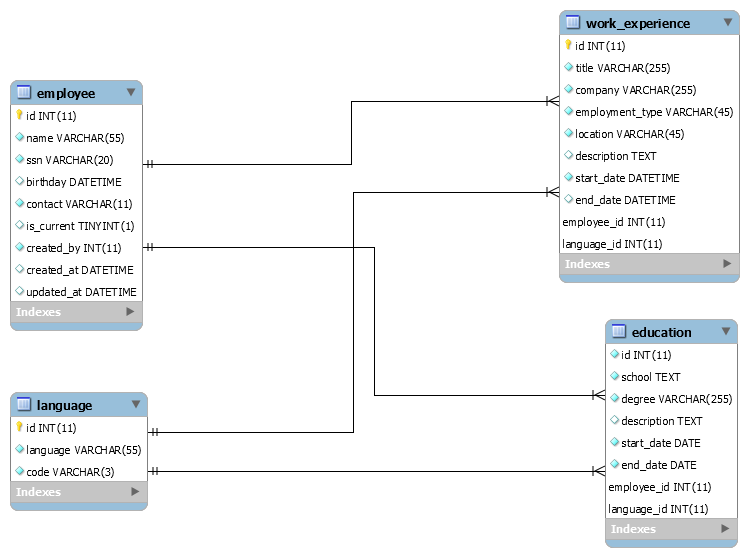 employee
id INT(11)
name VARCHAR(55)
ssn VARCHAR(20)
birthday DATETIME
contact VARCHAR(11)
is_current TINYINT(1)
created_by INT(11)
created_at DATETIME
updated_at DATETIME
Indexes
language
id INT(11)
language VARCHAR(55)
code VARCHAR(3)
Indexes
work_experience
id INT(11)
title VARCHAR(255)
company VARCHAR(255)
employment_type VARCHAR(45)
location VARCHAR(45)
description TEXT
start_date DATETIME
end_date DATETIME
employee_id INT(11)
language_id INT(11)
Indexes
education
id INT(11)
school TEXT
degree VARCHAR(255)
description TEXT
start_date DATE
end_date DATE
employee_id INT(11)
language_id INT(11)
Indexes